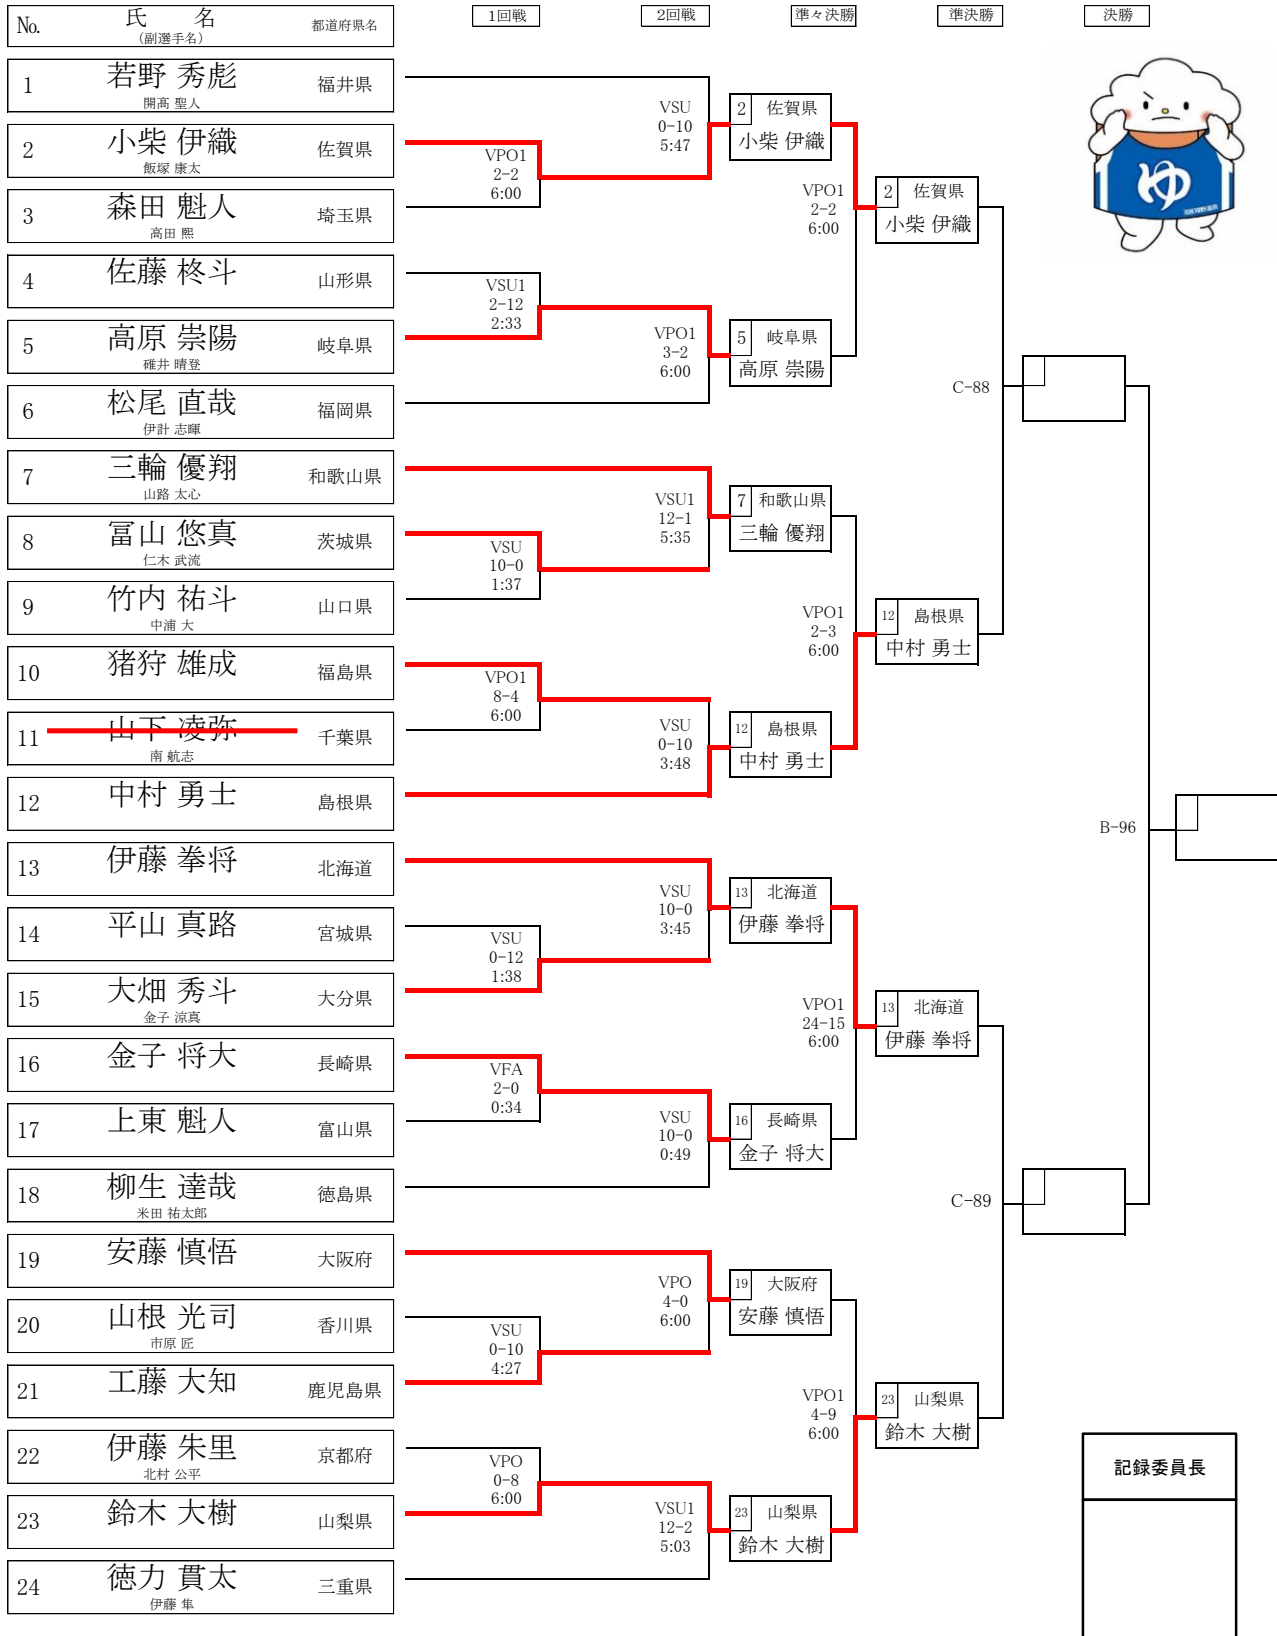 No. 氏 名 都道府県名 1回戦 2回戦 準々決勝 準決勝 決勝
(副選手名)
1 若野 秀彪 福井県
開髙 聖人
2 小柴 伊織 佐賀県
飯塚 康太
3 森田 魁人 埼玉県
高田 熙
4 佐藤 柊斗 山形県
5 高原 崇陽 岐阜県
碓井 晴登
6 松尾 直哉 福岡県
伊計 志暉
7 三輪 優翔 和歌山県
山路 太心
8 冨山 悠真 茨城県
仁木 武流
9 竹内 祐斗 山口県
中浦 大
10 猪狩 雄成 福島県
11 山下 凌弥 千葉県
南 航志
12 中村 勇士 島根県
13 伊藤 拳将 北海道
14 平山 真路 宮城県
15 大畑 秀斗 大分県
金子 涼真
16 金子 将大 長崎県
17 上東 魁人 富山県
18 柳生 達哉 徳島県
米田 祐太郎
19 安藤 慎悟 大阪府
20 山根 光司 香川県
市原 匠
21 工藤 大知 鹿児島県
22 伊藤 朱里 京都府
北村 公平
23 鈴木 大樹 山梨県
24 徳力 貫太 三重県
伊藤 隼
VPO1
2-2
6:00
VSU1
2-12
2:33
VSU
10-0
1:37
VPO1
8-4
6:00
VSU
0-12
1:38
VFA
2-0
0:34
VSU
0-10
4:27
VPO
0-8
6:00
VSU
0-10
5:47
VPO1
3-2
6:00
VSU1
12-1
5:35
VSU
0-10
3:48
VSU
10-0
3:45
VSU
10-0
0:49
VPO
4-0
6:00
VSU1
12-2
5:03
2 佐賀県
小柴 伊織
5 岐阜県
高原 崇陽
7 和歌山県
三輪 優翔
12 島根県
中村 勇士
13 北海道
伊藤 拳将
16 長崎県
金子 将大
19 大阪府
安藤 慎悟
23 山梨県
鈴木 大樹
VPO1
2-2
6:00
VPO1
2-3
6:00
VPO1
24-15
6:00
VPO1
4-9
6:00
2 佐賀県
小柴 伊織
12 島根県
中村 勇士
13 北海道
伊藤 拳将
23 山梨県
鈴木 大樹
C-88
C-89
B-96
ゆ
記録委員長